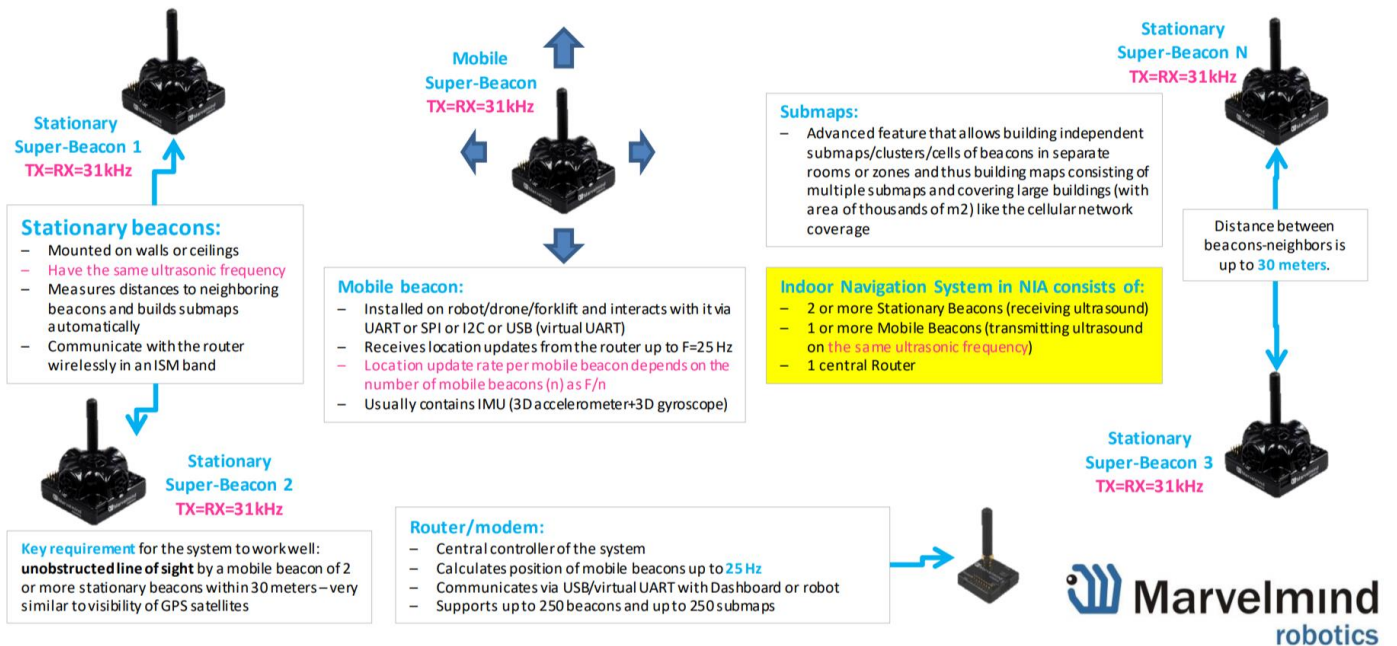 Stationary
Super-Beacon 1
TX=RX=31kHz
Mobile
Super-Beacon
TX=RX=31kHz
Stationary
Super-Beacon N
TX=RX=31kHz
Stationary beacons:
– Mounted on walls or ceilings
– Have the same ultrasonic frequency
– Measures distances to neighboring
beacons and builds submaps
automatically
– Communicate with the router
wirelessly in an ISM band
Mobile beacon:
– Installed on robot/drone/forklift and interacts with it via
UART or SPI or I2C or USB (virtual UART)
– Receives location updates from the router up to F=25 Hz
– Location update rate per mobile beacon depends on the
number of mobile beacons (n) as F/n
– Usually contains IMU (3D accelerometer+3D gyroscope)
Submaps:
– Advanced feature that allows building independent
submaps/clusters/cells of beacons in separate
rooms or zones and thus building maps consisting of
multiple submaps and covering large buildings (with
area of thousands of m2) like the cellular network
coverage
Indoor Navigation System in NIA consists of:
– 2 or more Stationary Beacons (receiving ultrasound)
– 1 or more Mobile Beacons (transmitting ultrasound
on the same ultrasonic frequency)
– 1 central Router
Distance between
beacons-neighbors is
up to 30 meters.
Stationary
Super-Beacon 2
TX=RX=31kHz
Stationary
Super-Beacon 3
TX=RX=31kHz
Key requirement for the system to work well:
unobstructed line of sight by a mobile beacon of 2
or more stationary beacons within 30 meters – very
similar to visibility of GPS satellites
Router/modem:
– Central controller of the system
– Calculates position of mobile beacons up to 25 Hz
– Communicates via USB/virtual UART with Dashboard or robot
– Supports up to 250 beacons and up to 250 submaps
Marvelmind
robotics